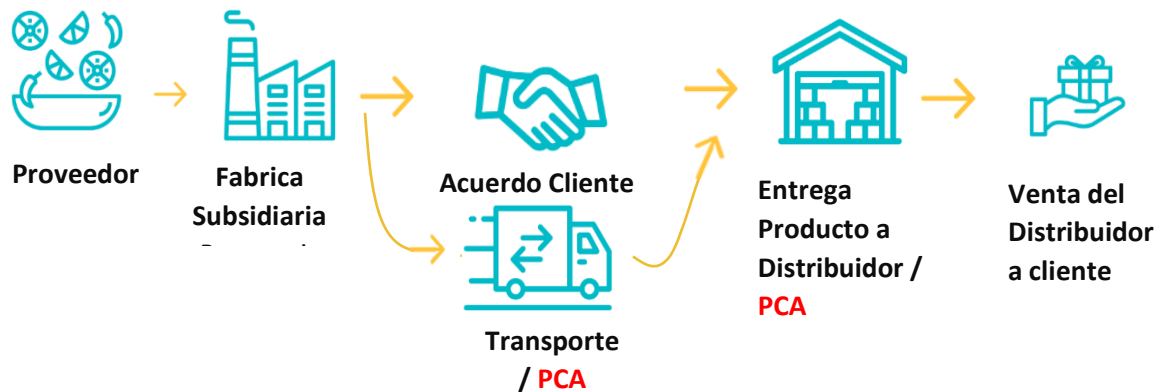 Proveedor
Fabrica
Subsidiaria
Acuerdo Cliente
Transporte
/ PCA
Entrega
Producto a
Distribuidor /
PCA
Venta del
Distribuidor
a cliente